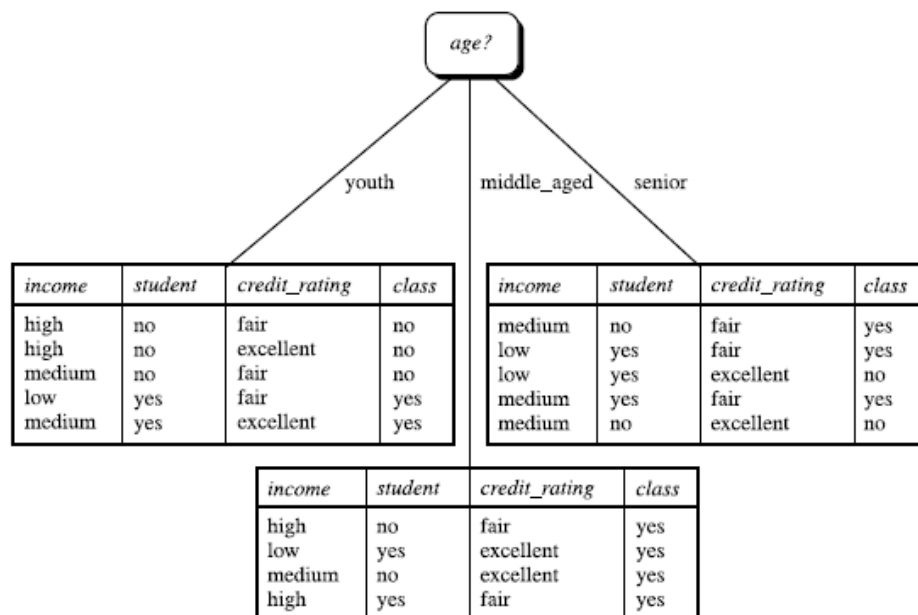 age?
youth
middle_aged
senior
income student credit_rating class
high no fair no
high no excellent no
medium no fair no
low yes fair yes
medium yes excellent yes
income student credit_rating class
medium no fair yes
low yes fair yes
low yes excellent no
medium yes fair yes
medium no excellent no
income student credit_rating class
high no fair yes
low yes excellent yes
medium no excellent yes
high yes fair yes